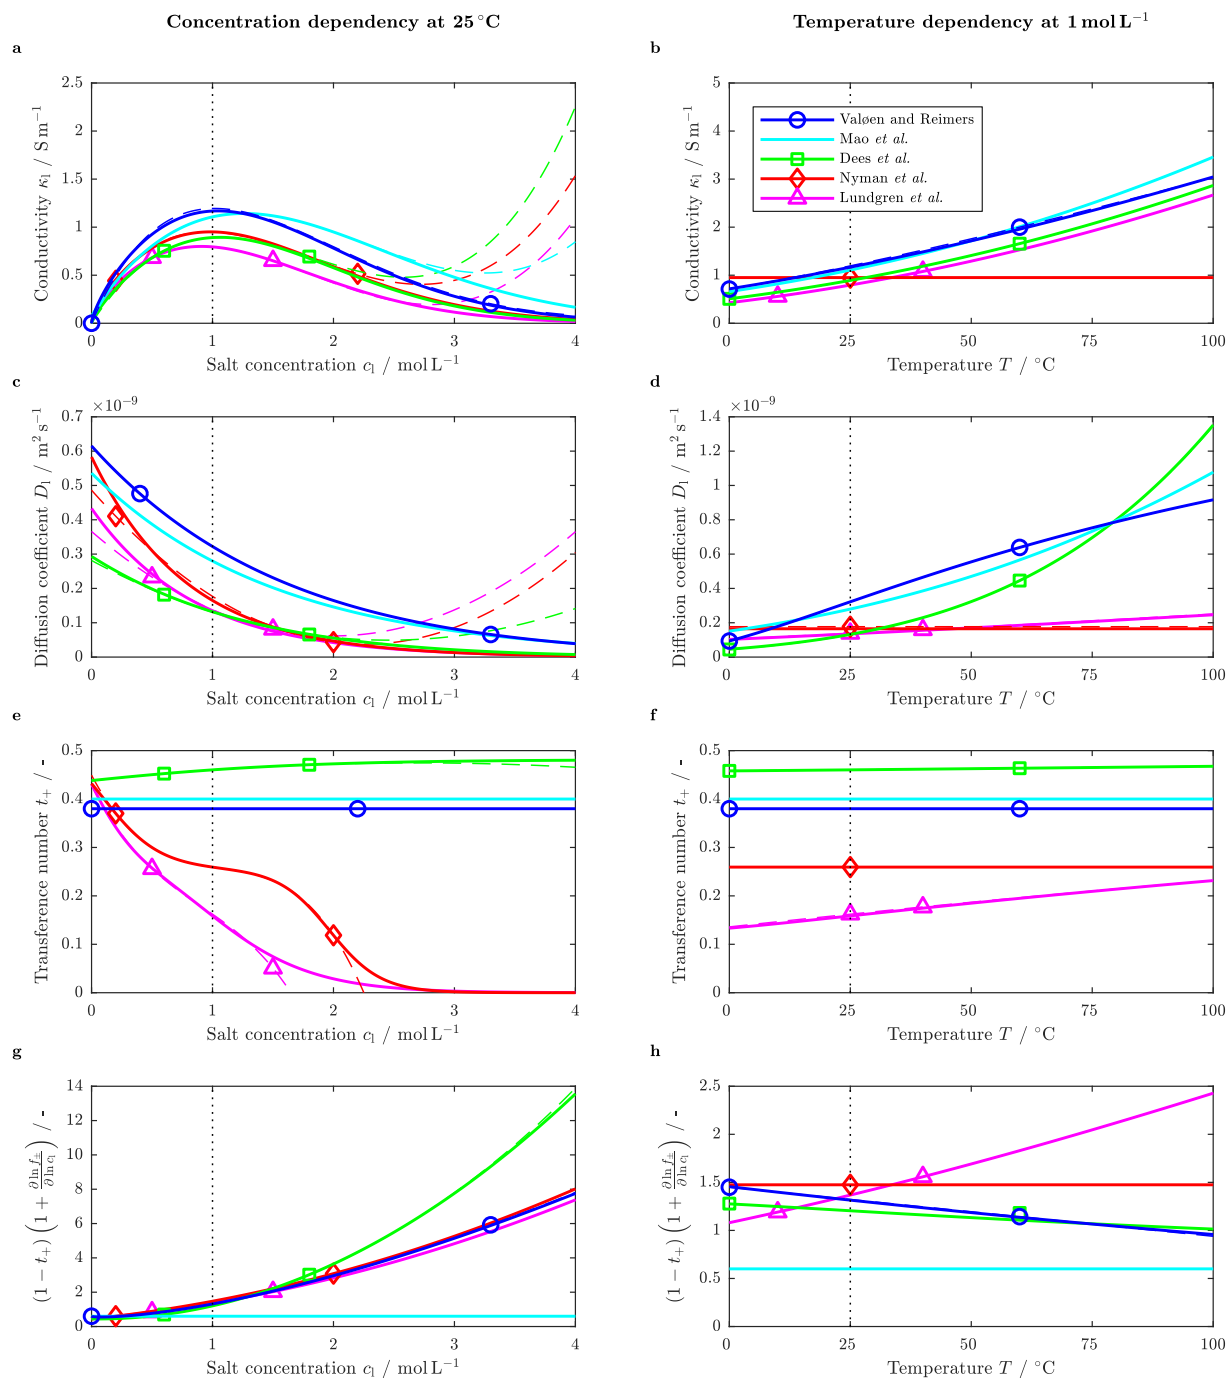 Concentration dependency at 25 °C
Temperature dependency at 1 mol L⁻¹
a
Conductivity κₗ / S m⁻¹
2.5
2
1.5
1
0.5
0
0 1 2 3 4
Salt concentration cₗ / mol L⁻¹
b
Conductivity κₗ / S m⁻¹
5
4
3
2
1
0
Valøen and Reimers
Mao et al.
Dees et al.
Nyman et al.
Lundgren et al.
0 25 50 75 100
Temperature T / °C
c
×10⁻⁹
Diffusion coefficient Dₗ / m² s⁻¹
0.7
0.6
0.5
0.4
0.3
0.2
0.1
0
0 1 2 3 4
Salt concentration cₗ / mol L⁻¹
d
×10⁻⁹
Diffusion coefficient Dₗ / m² s⁻¹
1.4
1.2
1
0.8
0.6
0.4
0.2
0
0 25 50 75 100
Temperature T / °C
e
Transference number t₊ / -
0.5
0.4
0.3
0.2
0.1
0
0 1 2 3 4
Salt concentration cₗ / mol L⁻¹
f
Transference number t₊ / -
0.5
0.4
0.3
0.2
0.1
0
0 25 50 75 100
Temperature T / °C
g
(1 − t₊) (1 + ∂ ln f± / ∂ ln cₗ) / -
14
12
10
8
6
4
2
0
0 1 2 3 4
Salt concentration cₗ / mol L⁻¹
h
(1 − t₊) (1 + ∂ ln f± / ∂ ln cₗ) / -
2.5
2
1.5
1
0.5
0
0 25 50 75 100
Temperature T / °C